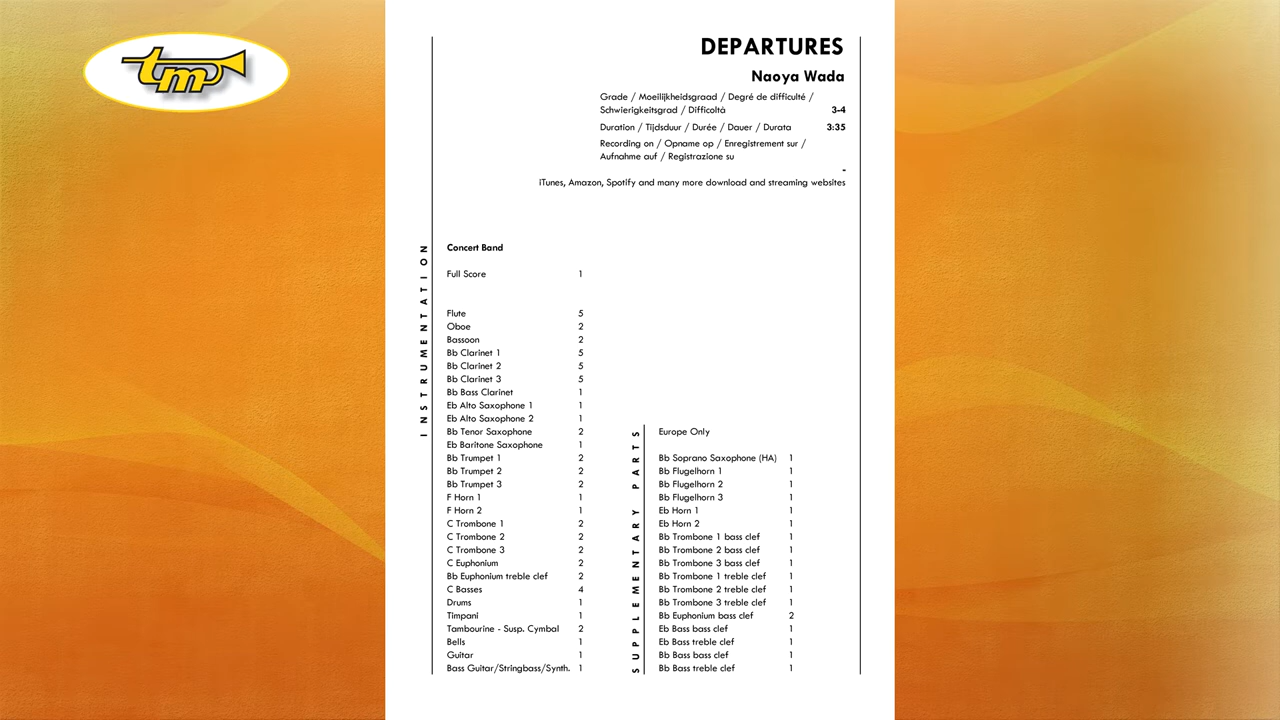 tm
DEPARTURES
Naoya Wada
Grade / Moeilijkheidsgraad / Degré de difficulté /
Schwierigkeitsgrad / Difficoltà 3-4
Duration / Tijdsduur / Durée / Dauer / Durata 3:35
Recording on / Opname op / Enregistrement sur /
Aufnahme auf / Registrazione su
-
iTunes, Amazon, Spotify and many more download and streaming websites
INSTRUMENTATION
Concert Band
Full Score 1
Flute 5
Oboe 2
Bassoon 2
Bb Clarinet 1 5
Bb Clarinet 2 5
Bb Clarinet 3 5
Bb Bass Clarinet 1
Eb Alto Saxophone 1 1
Eb Alto Saxophone 2 1
Bb Tenor Saxophone 2
Eb Baritone Saxophone 1
Bb Trumpet 1 2
Bb Trumpet 2 2
Bb Trumpet 3 2
F Horn 1 1
F Horn 2 1
C Trombone 1 2
C Trombone 2 2
C Trombone 3 2
C Euphonium 2
Bb Euphonium treble clef 2
C Basses 4
Drums 1
Timpani 1
Tambourine - Susp. Cymbal 2
Bells 1
Guitar 1
Bass Guitar/Stringbass/Synth. 1
SUPPLEMENTARY PARTS
Europe Only
Bb Soprano Saxophone (HA) 1
Bb Flugelhorn 1 1
Bb Flugelhorn 2 1
Bb Flugelhorn 3 1
Eb Horn 1 1
Eb Horn 2 1
Bb Trombone 1 bass clef 1
Bb Trombone 2 bass clef 1
Bb Trombone 3 bass clef 1
Bb Trombone 1 treble clef 1
Bb Trombone 2 treble clef 1
Bb Trombone 3 treble clef 1
Bb Euphonium bass clef 2
Eb Bass bass clef 1
Eb Bass treble clef 1
Bb Bass bass clef 1
Bb Bass treble clef 1